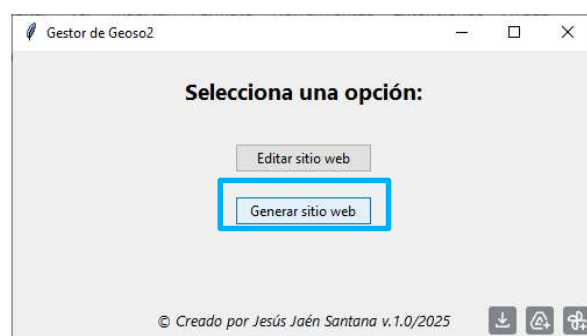 Gestor de Geoso2
Selecciona una opción:
Editar sitio web
Generar sitio web
© Creado por Jesús Jaén Santana v.1.0/2025